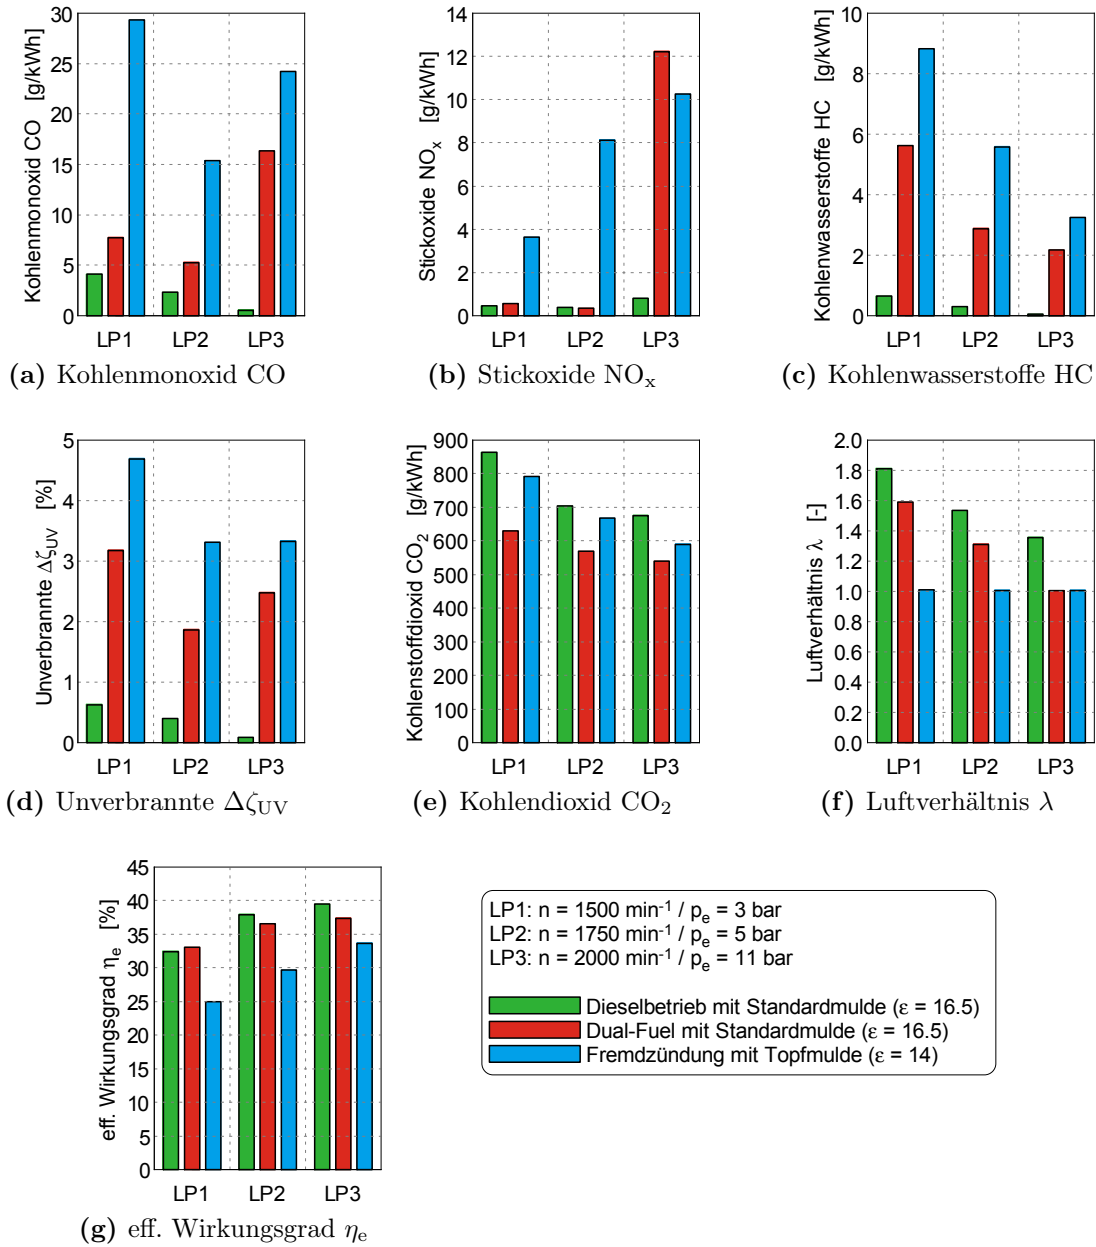 Kohlenmonoxid CO [g/kWh]
30
25
20
15
10
5
0
LP1 LP2 LP3
(a) Kohlenmonoxid CO
Stickoxide NOx [g/kWh]
14
12
10
8
6
4
2
0
LP1 LP2 LP3
(b) Stickoxide NOx
Kohlenwasserstoffe HC [g/kWh]
10
8
6
4
2
0
LP1 LP2 LP3
(c) Kohlenwasserstoffe HC
Unverbrannte ΔζUV [%]
5
4
3
2
1
0
LP1 LP2 LP3
(d) Unverbrannte ΔζUV
Kohlenstoffdioxid CO2 [g/kWh]
900
800
700
600
500
400
300
200
100
0
LP1 LP2 LP3
(e) Kohlendioxid CO2
Luftverhältnis λ [-]
2.0
1.8
1.6
1.4
1.2
1.0
0.8
0.6
0.4
0.2
0.0
LP1 LP2 LP3
(f) Luftverhältnis λ
eff. Wirkungsgrad ηe [%]
45
40
35
30
25
20
15
10
5
0
LP1 LP2 LP3
(g) eff. Wirkungsgrad ηe
LP1: n = 1500 min-1 / pe = 3 bar
LP2: n = 1750 min-1 / pe = 5 bar
LP3: n = 2000 min-1 / pe = 11 bar
Dieselbetrieb mit Standardmulde (ε = 16.5)
Dual-Fuel mit Standardmulde (ε = 16.5)
Fremdzündung mit Topfmulde (ε = 14)